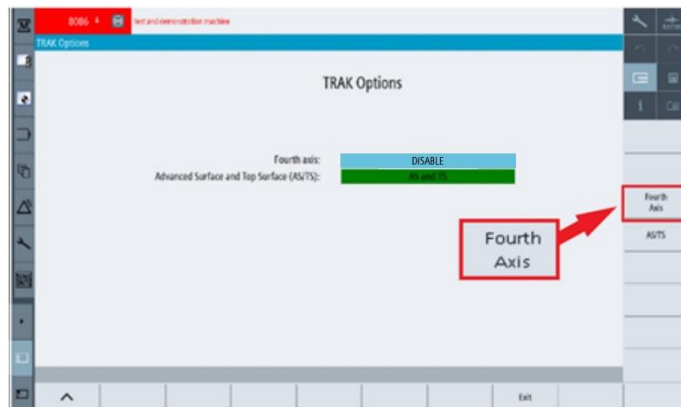 8086 Test and demonstration machine
TRAK Options
TRAK Options
Fourth axis: DISABLE
Advanced Surface and Top Surface (AS/TS): AS and TS
Fourth
Axis
Fourth
Axis
AS/TS
Exit